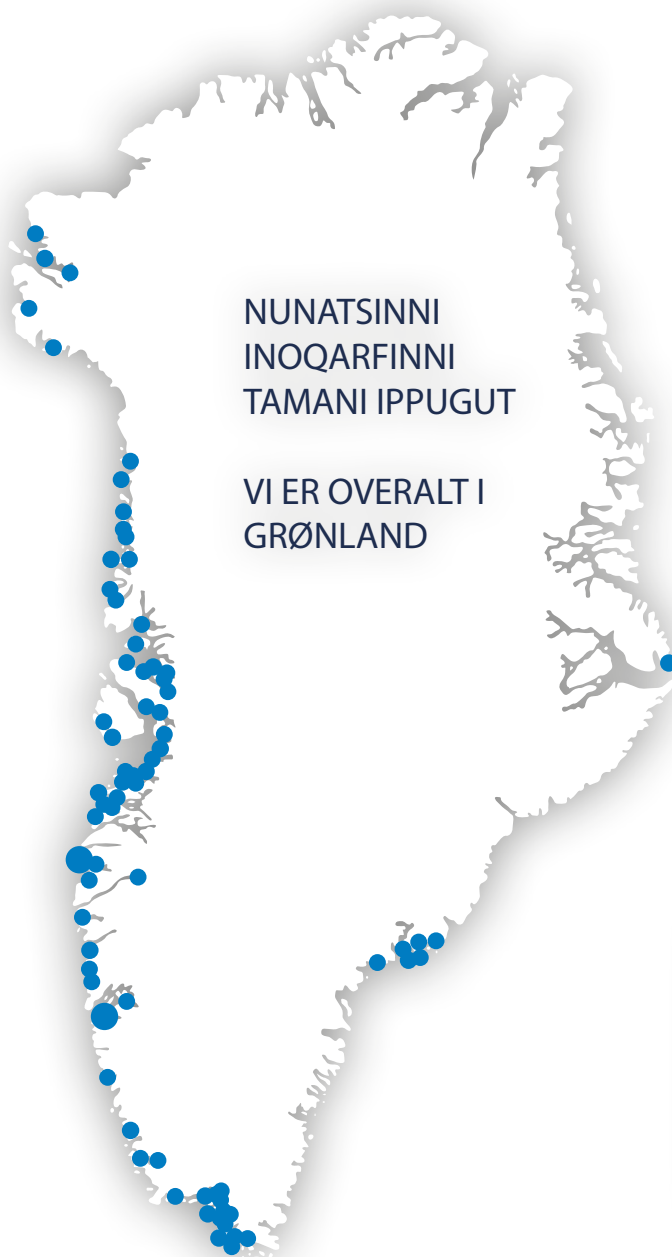 NUNATSINNI
INOQARFINNI
TAMANI IPPUGUT
VI ER OVERALT I
GRØNLAND